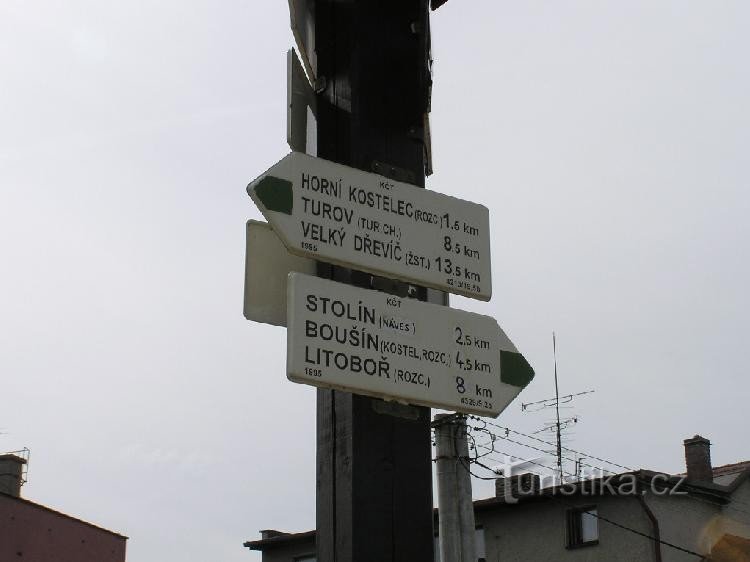 KČT
HORNÍ KOSTELEC (ROZC.) 1.5 km
TUROV (TUR.CH.) 8.5 km
VELKÝ DŘEVÍČ (ŽST.) 13.5 km
1995
KČT
STOLÍN (NÁVES) 2.5 km
BOUŠÍN (KOSTEL,ROZC.) 4.5 km
LITOBOŘ (ROZC.) 8 km
1995
turistika.cz